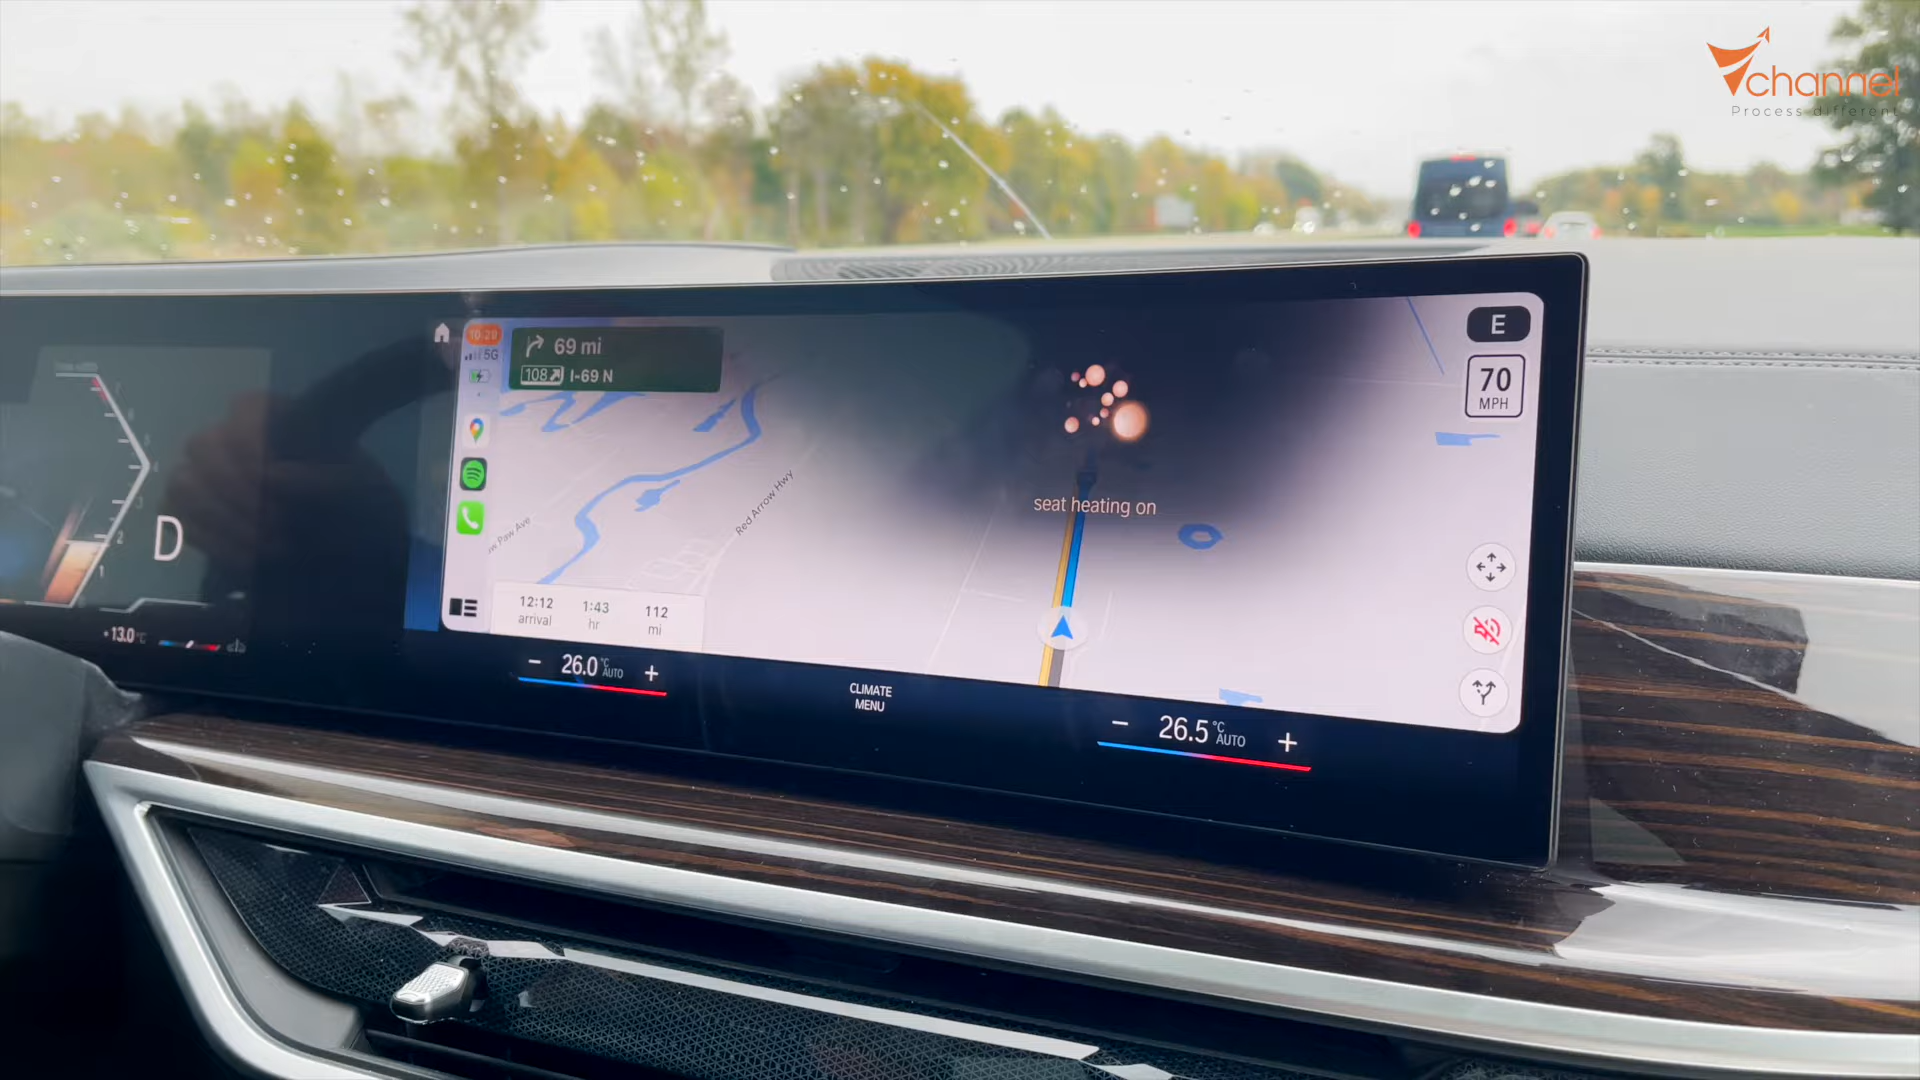 channel
Process different
10:29
5G
69 mi
108 I-69 N
E
70
MPH
Red Arrow Hwy
Paw Ave
seat heating on
12:12
arrival
1:43
hr
112
mi
D
13.0°C
- 26.0 °C AUTO +
CLIMATE
MENU
- 26.5 °C AUTO +